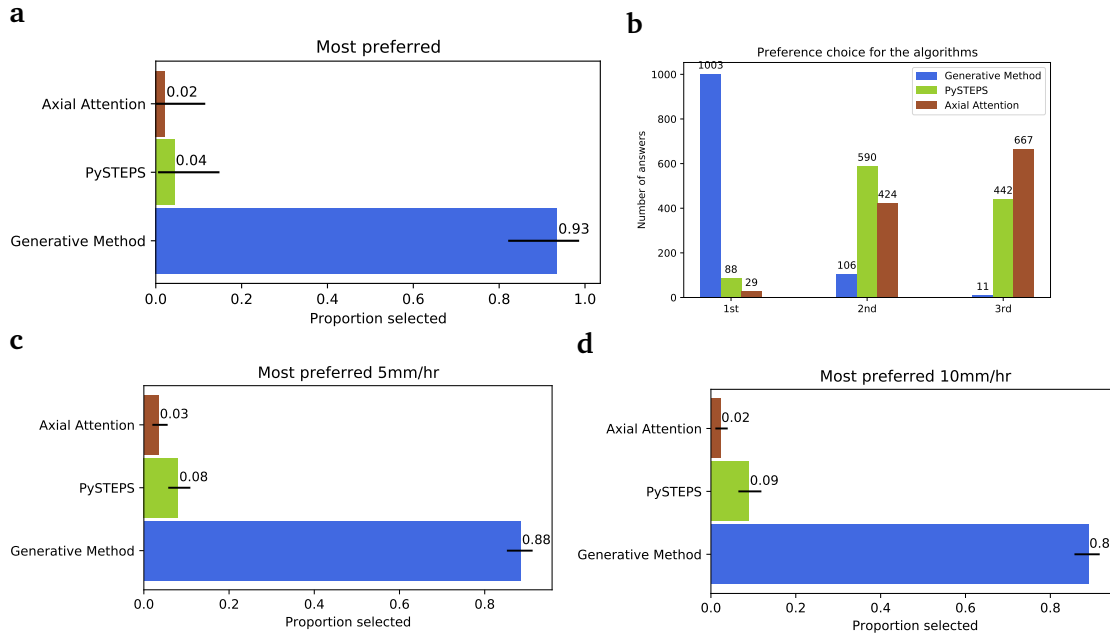 a
Most preferred
Axial Attention
0.02
PySTEPS
0.04
Generative Method
0.93
0.0 0.2 0.4 0.6 0.8 1.0
Proportion selected
b
Preference choice for the algorithms
Number of answers
1000
800
600
400
200
0
1003
88
29
106
590
424
11
442
667
Generative Method
PySTEPS
Axial Attention
1st 2nd 3rd
c
Most preferred 5mm/hr
Axial Attention
0.03
PySTEPS
0.08
Generative Method
0.88
0.0 0.2 0.4 0.6 0.8
Proportion selected
d
Most preferred 10mm/hr
Axial Attention
0.02
PySTEPS
0.09
Generative Method
0.0 0.2 0.4 0.6 0.8
Proportion selected